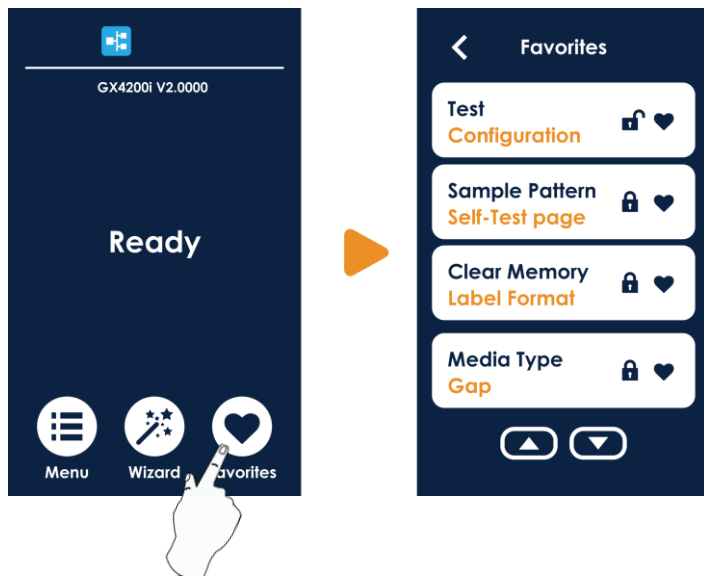 GX4200i V2.0000
Ready
Menu
Wizard
avorites
Favorites
Test
Configuration
Sample Pattern
Self-Test page
Clear Memory
Label Format
Media Type
Gap